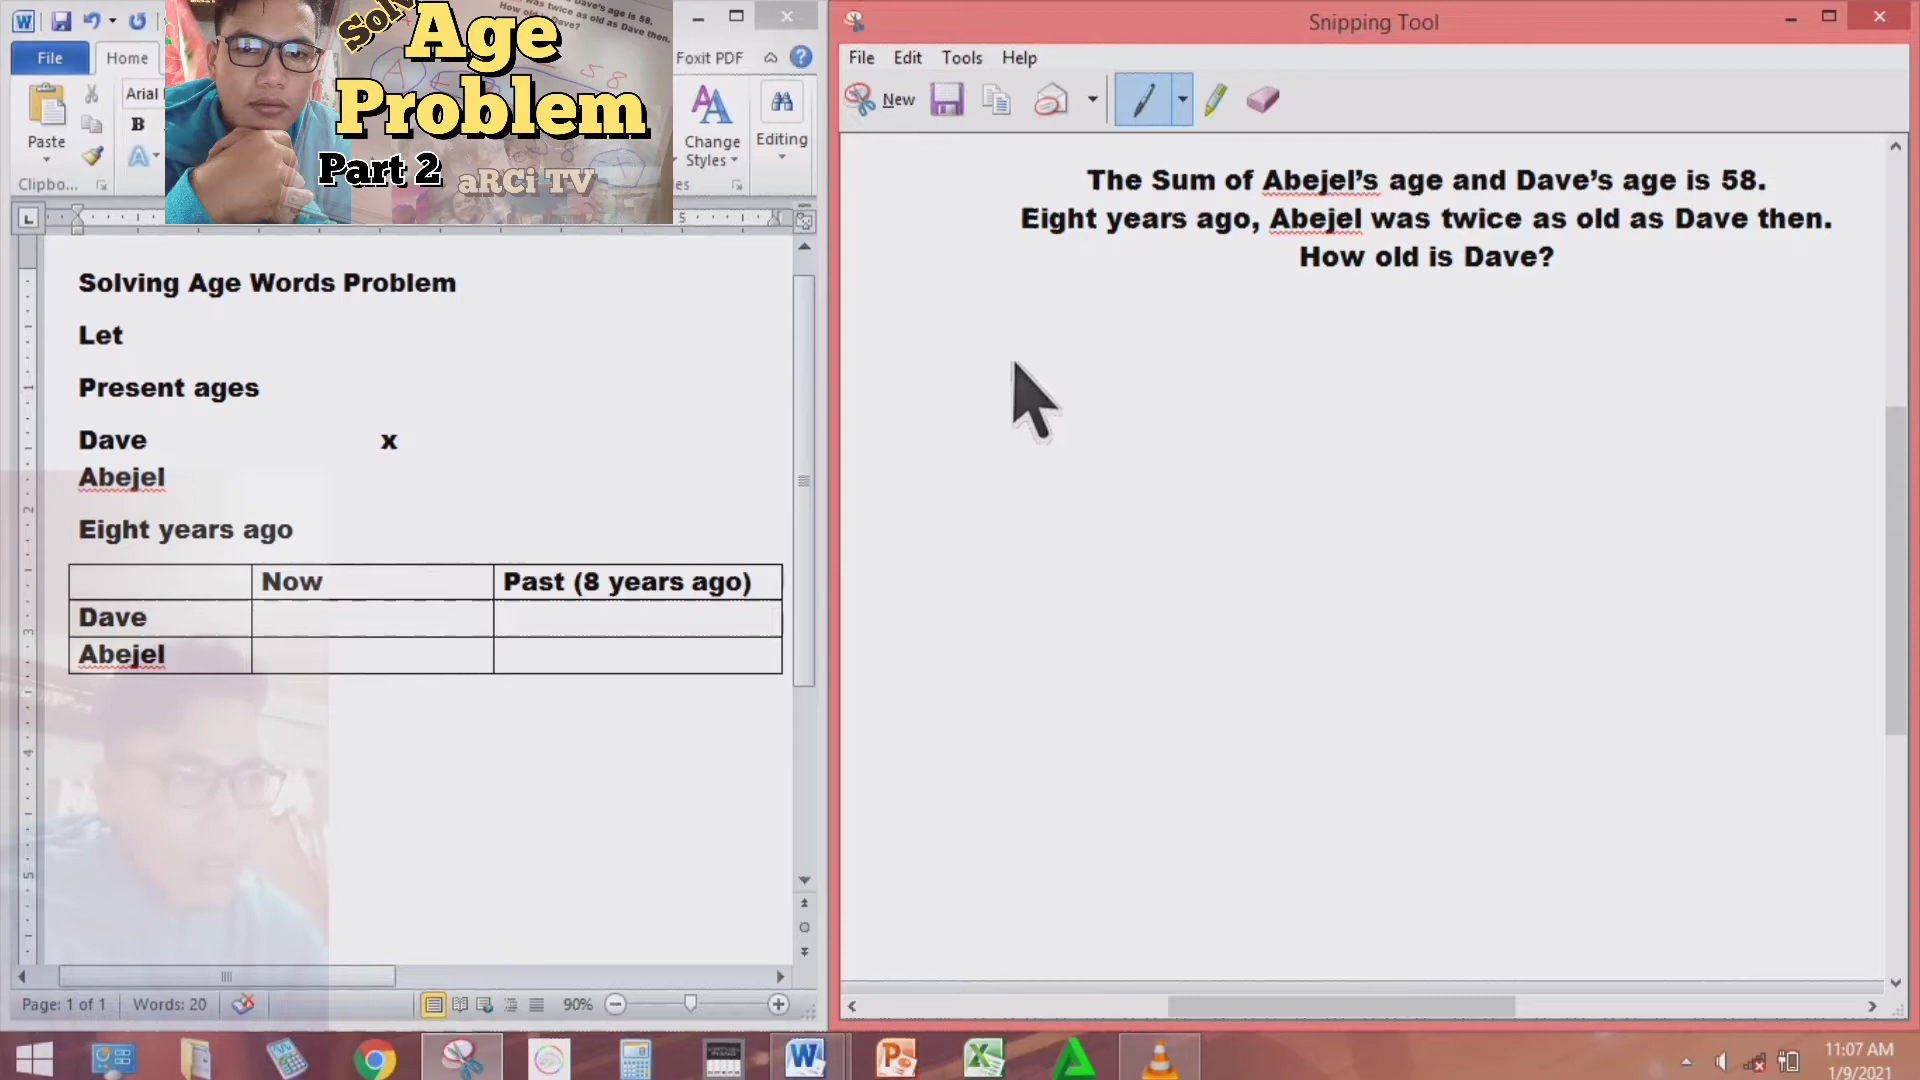 Age
Problem
Part 2
aRCi TV
File
Home
Foxit PDF
Arial
B
Paste
Change
Styles
Editing
Clipbo...
5
Solving Age Words Problem
Let
Present ages
Dave x
Abejel
Eight years ago
Now Past (8 years ago)
Dave
Abejel
Page: 1 of 1 Words: 20 90%
Snipping Tool
File Edit Tools Help
New
The Sum of Abejel’s age and Dave’s age is 58.
Eight years ago, Abejel was twice as old as Dave then.
How old is Dave?
11:07 AM
1/9/2021